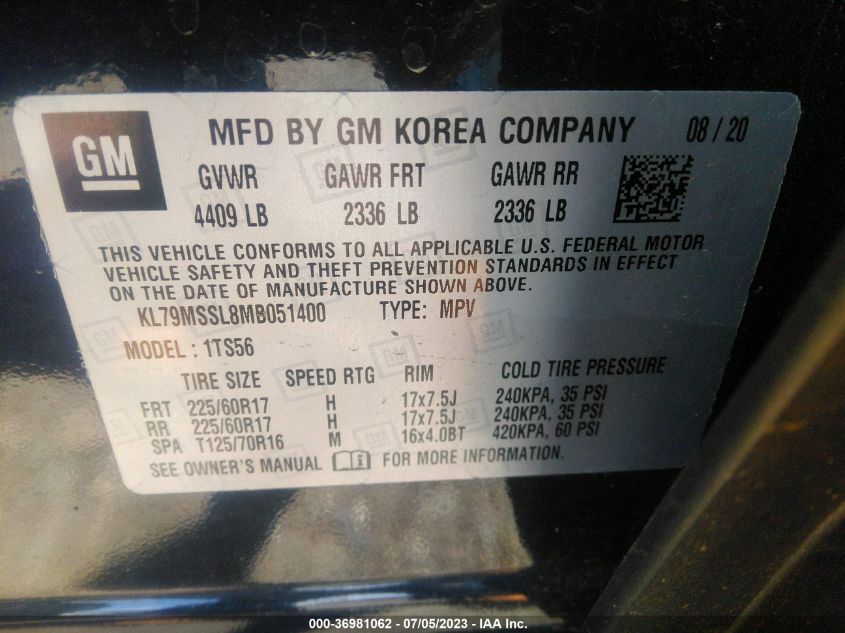 GM MFD BY GM KOREA COMPANY 08/20
GVWR GAWR FRT GAWR RR
4409 LB 2336 LB 2336 LB
THIS VEHICLE CONFORMS TO ALL APPLICABLE U.S. FEDERAL MOTOR
VEHICLE SAFETY AND THEFT PREVENTION STANDARDS IN EFFECT
ON THE DATE OF MANUFACTURE SHOWN ABOVE.
KL79MSSL8MB051400 TYPE: MPV
MODEL: 1TS56
TIRE SIZE SPEED RTG RIM COLD TIRE PRESSURE
FRT 225/60R17 H 17x7.5J 240KPA, 35 PSI
RR 225/60R17 H 17x7.5J 240KPA, 35 PSI
SPA T125/70R16 M 16x4.0BT 420KPA, 60 PSI
SEE OWNER'S MANUAL FOR MORE INFORMATION.
000-36981062 - 07/05/2023 - IAA Inc.